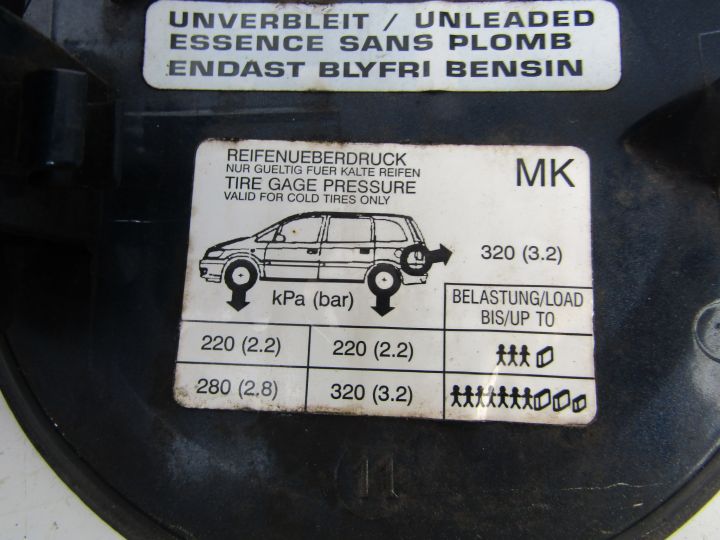 UNVERBLEIT / UNLEADED
ESSENCE SANS PLOMB
ENDAST BLYFRI BENSIN
REIFENUEBERDRUCK
NUR GUELTIG FUER KALTE REIFEN
TIRE GAGE PRESSURE
VALID FOR COLD TIRES ONLY
MK
320 (3.2)
kPa (bar)
BELASTUNG/LOAD
BIS/UP TO
220 (2.2) 220 (2.2)
280 (2.8) 320 (3.2)
11